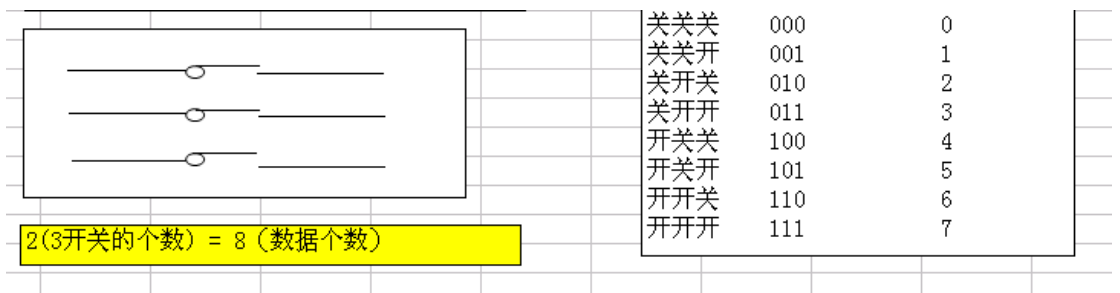 关关关 000 0
关关开 001 1
关开关 010 2
关开开 011 3
开关关 100 4
开关开 101 5
开开关 110 6
开开开 111 7
2(3开关的个数) = 8（数据个数）